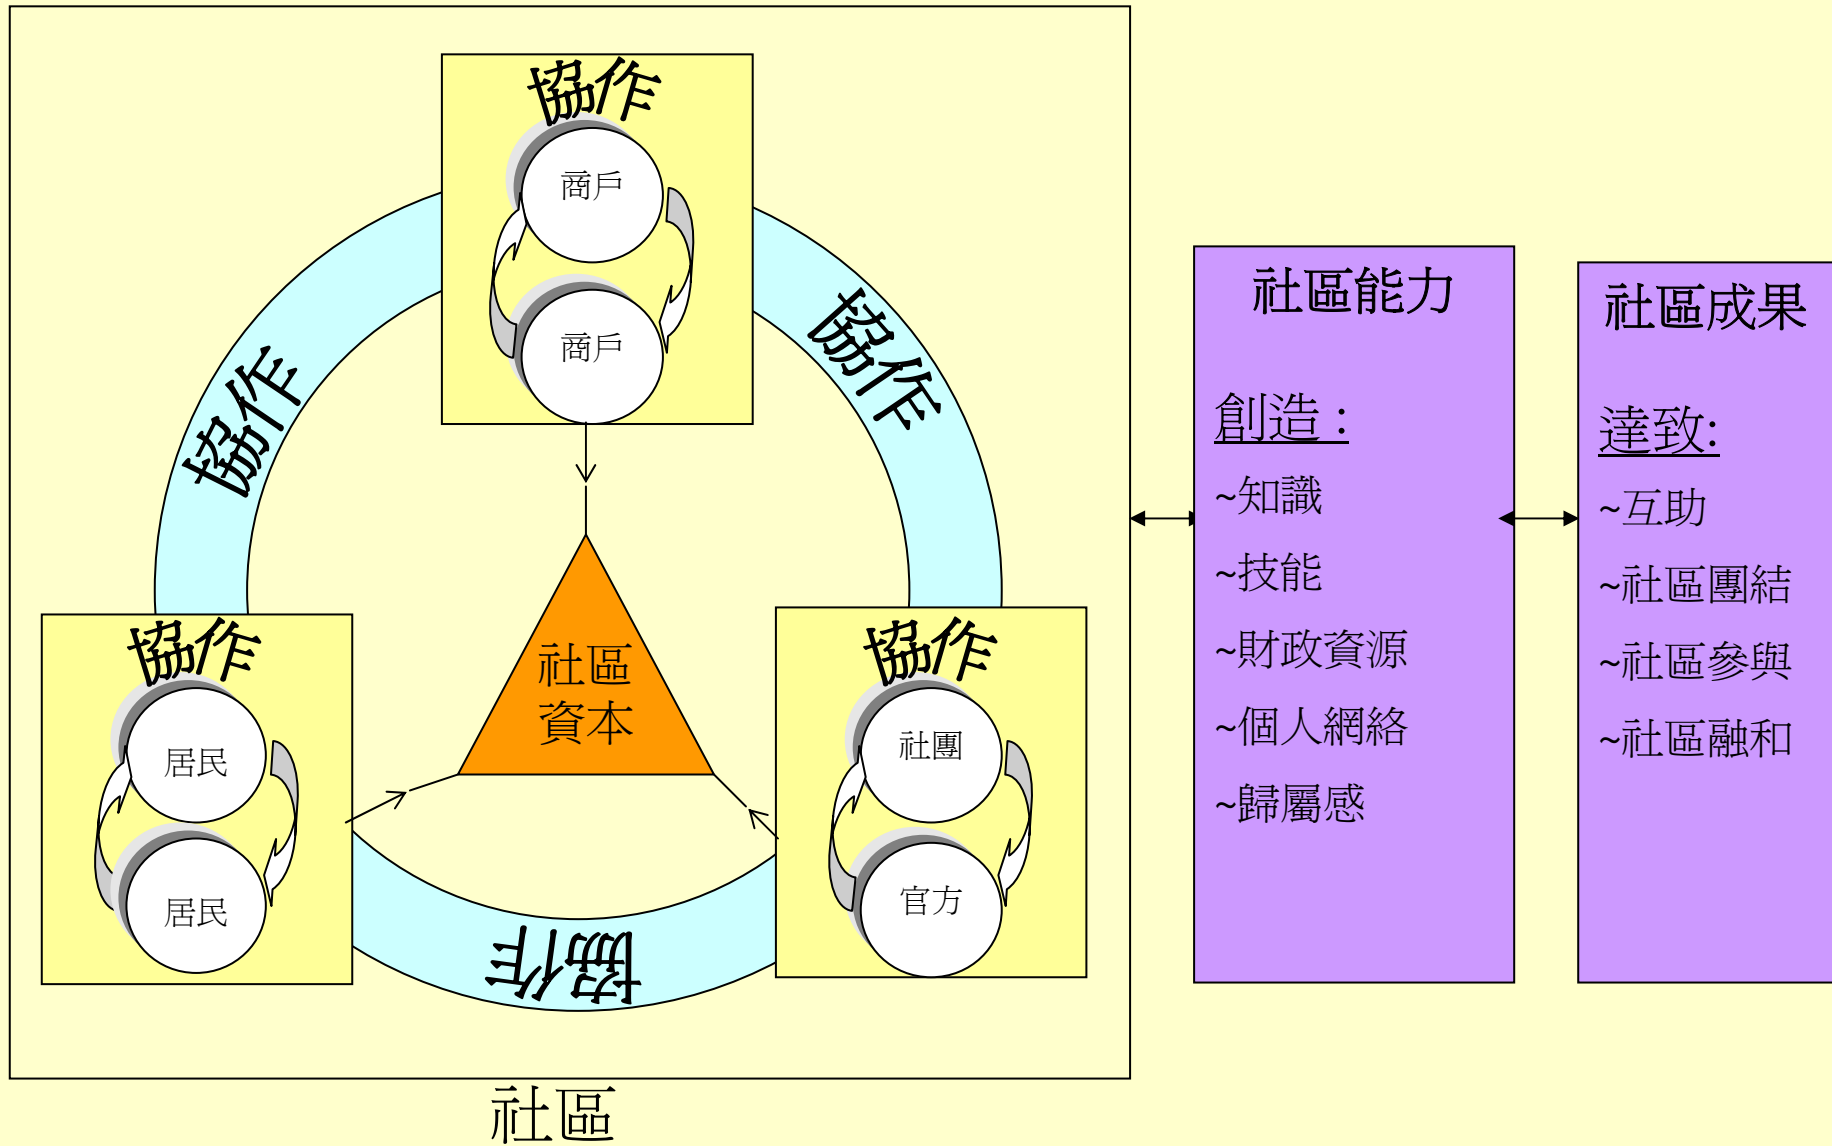 協作
商戶
商戶
協作
協作
社區
資本
協作
居民
居民
協作
社團
官方
協作
社區
社區能力
創造：
~知識
~技能
~財政資源
~個人網絡
~歸屬感
社區成果
達致:
~互助
~社區團結
~社區參與
~社區融和